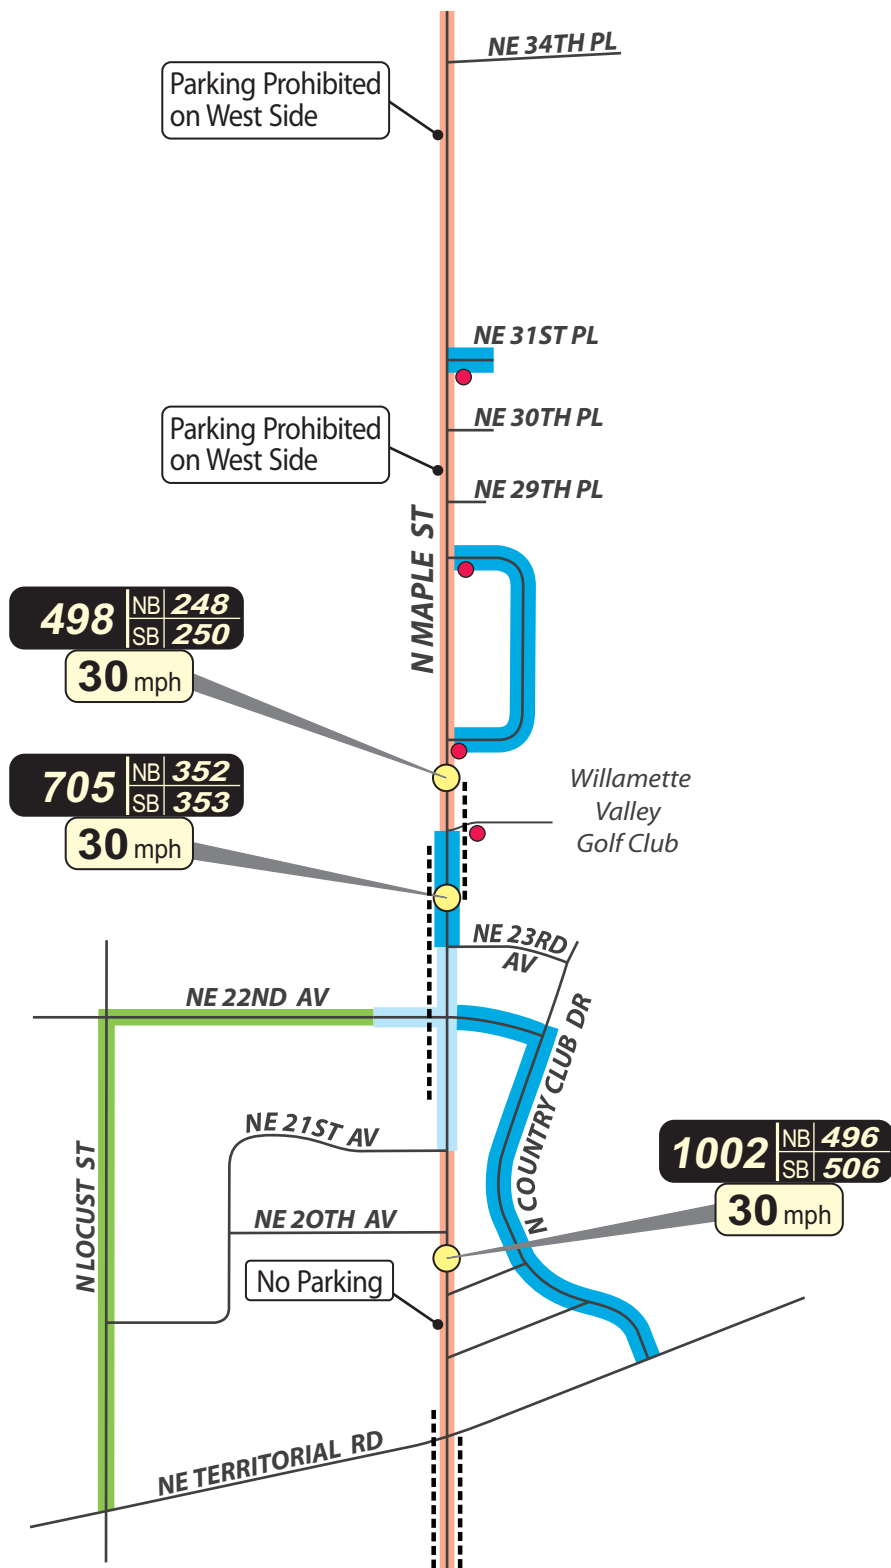 NE 34TH PL
Parking Prohibited
on West Side
NE 31ST PL
NE 30TH PL
Parking Prohibited
on West Side
NE 29TH PL
N MAPLE ST
498 NB 248
SB 250
30 mph
705 NB 352
SB 353
30 mph
Willamette
Valley
Golf Club
NE 23RD
AV
NE 22ND AV
N COUNTRY CLUB DR
NE 21ST AV
1002 NB 496
SB 506
30 mph
N LOCUST ST
NE 2OTH AV
No Parking
NE TERRITORIAL RD